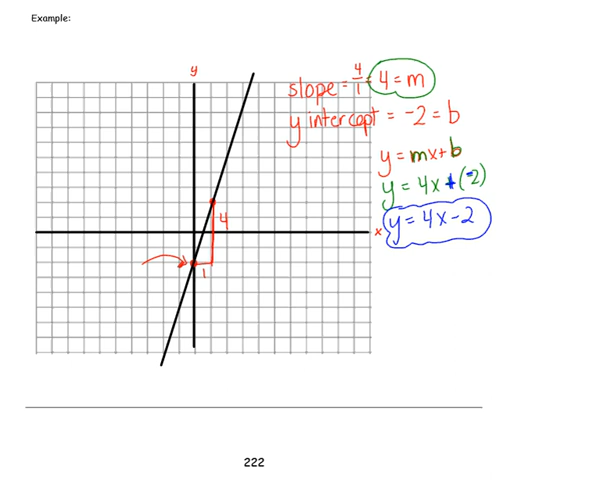 Example:
y
slope = 4/1 = 4 = m
y intercept = -2 = b
y = mx + b
y = 4x + (-2)
y = 4x - 2
x
4
1
222